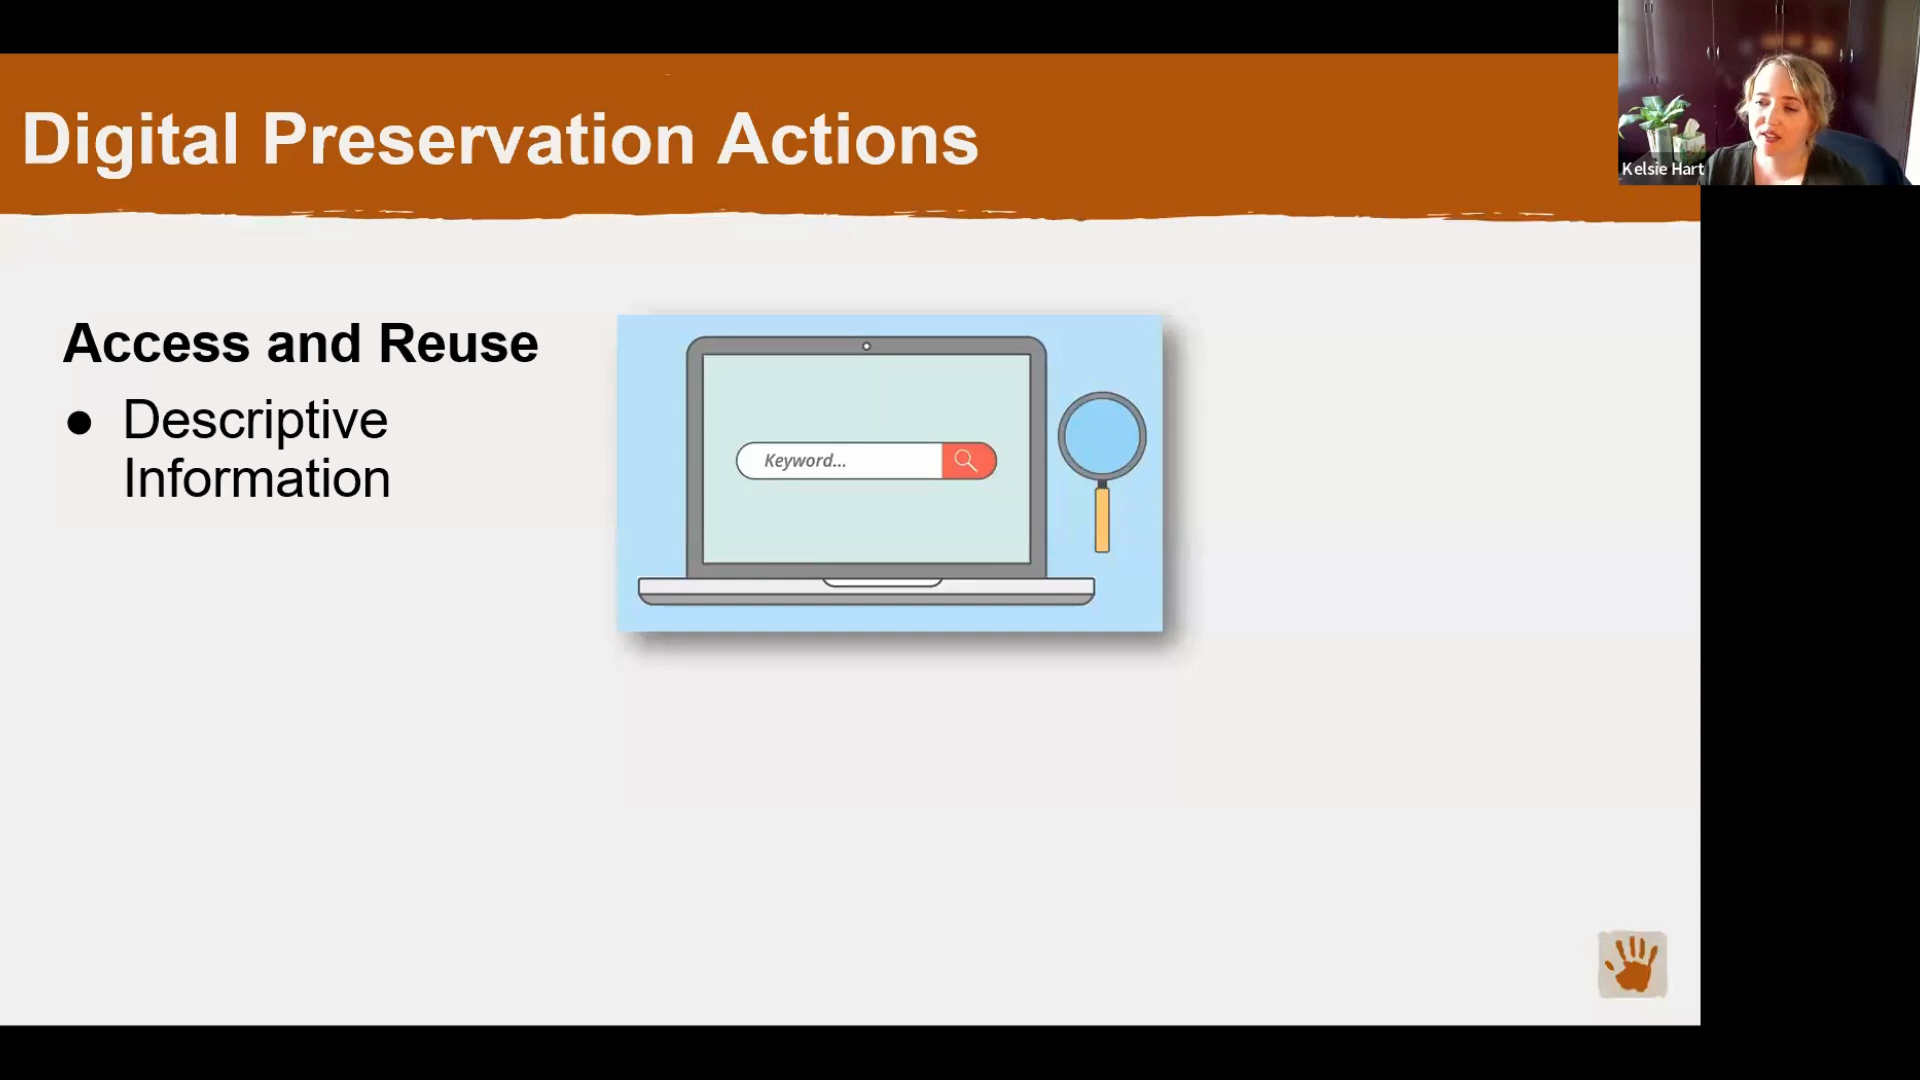 Digital Preservation Actions
Kelsie Hart
Access and Reuse
● Descriptive
Information
Keyword...